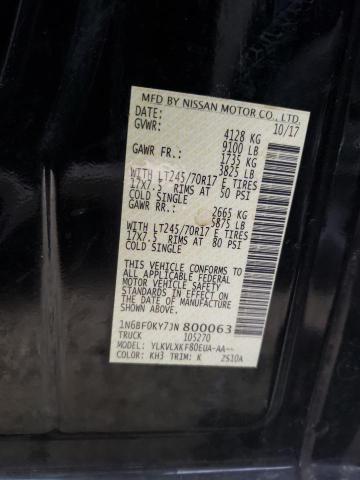 MFD BY NISSAN MOTOR CO., LTD.
DATE: 10/17
GVWR: 4128 KG
9100 LB
GAWR FR: 1735 KG
3825 LB
WITH LT245/70R17 E TIRES
17X7.5 RIMS AT 50 PSI
COLD SINGLE
GAWR RR: 2665 KG
5875 LB
WITH LT245/70R17 E TIRES
17X7.5 RIMS AT 80 PSI
COLD SINGLE
THIS VEHICLE CONFORMS TO
ALL APPLICABLE FEDERAL
MOTOR VEHICLE SAFETY
STANDARDS IN EFFECT ON
THE DATE OF MANUFACTURE
SHOWN ABOVE.
1N6BF0KY7JN 800063
TRUCK 105270
MODEL: YLKVLXKF80EUA-AA--
COLOR: KH3 TRIM: K 2S10A